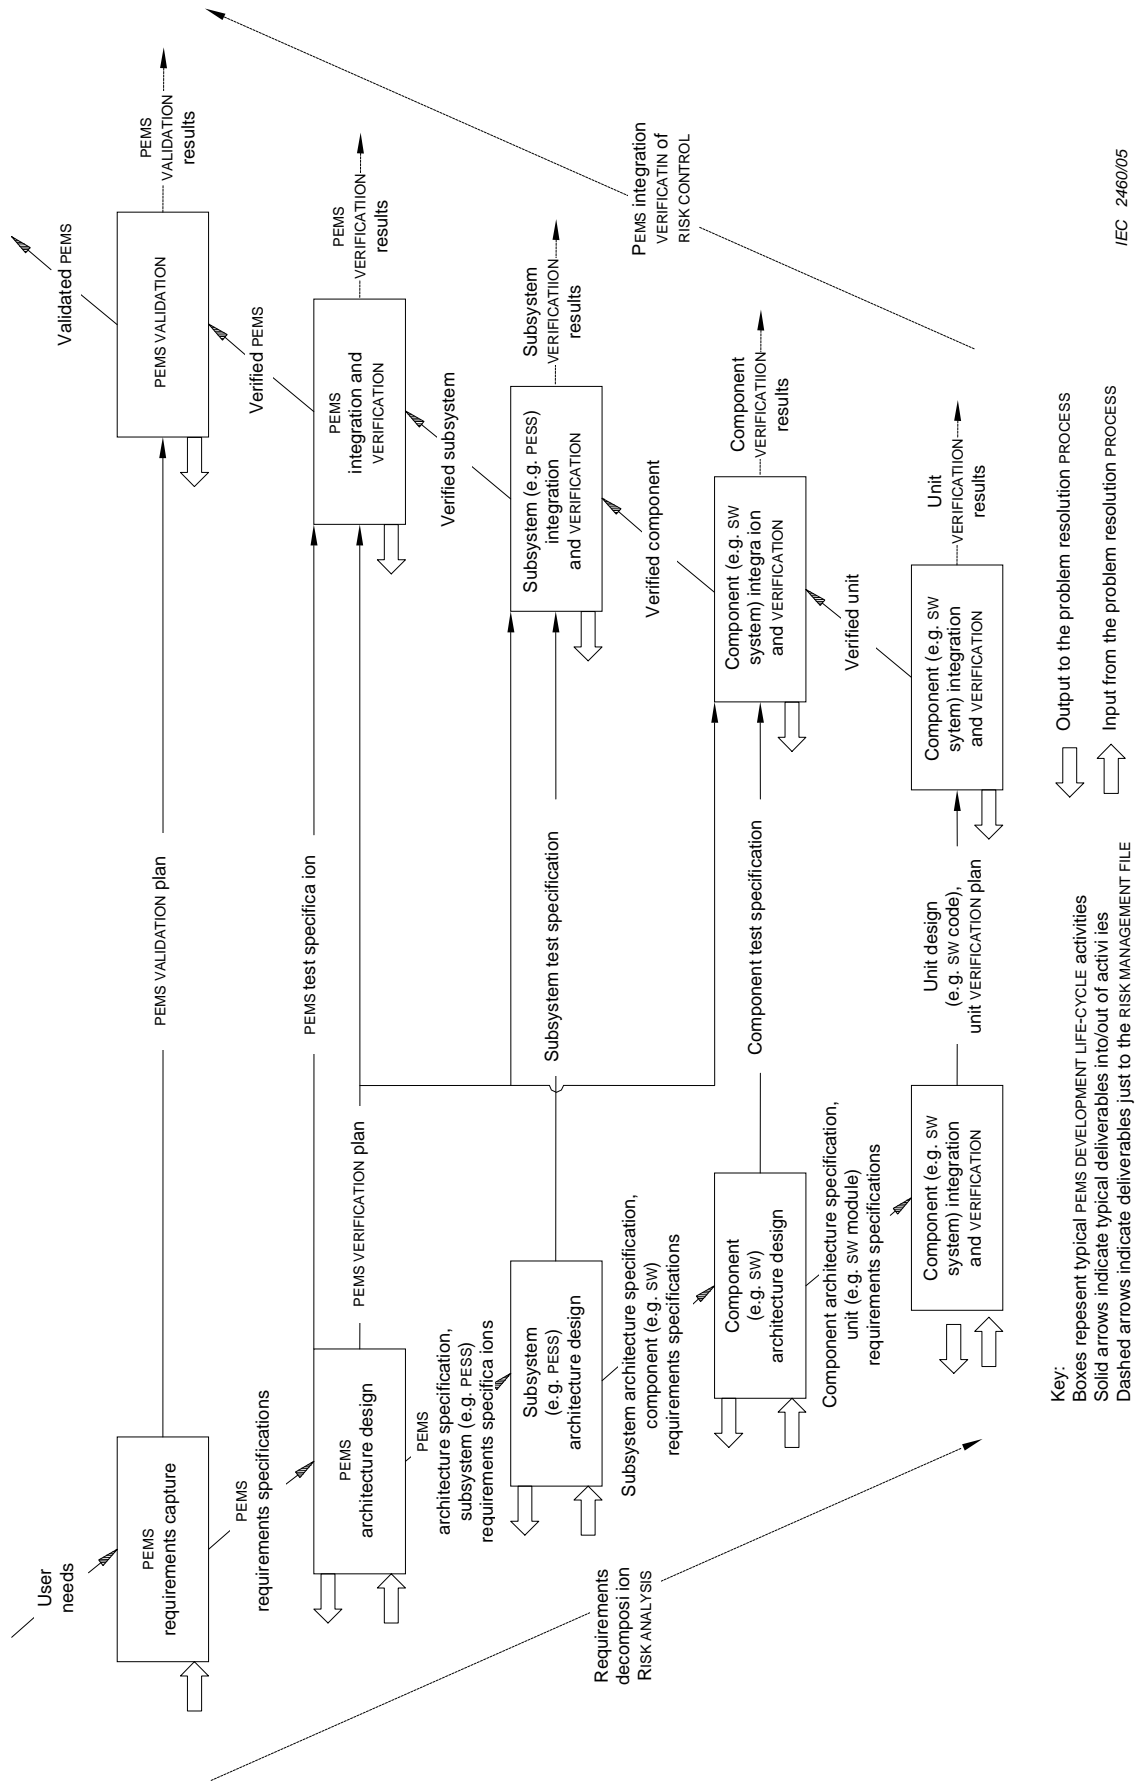 User
needs
PEMS
requirements capture
PEMS
requirements specifications
PEMS
architecture design
PEMS
architecture specification,
subsystem (e.g. PESS)
requirements specifica ions
Subsystem
(e.g. PESS)
architecture design
Subsystem architecture specification,
component (e.g. SW)
requirements specifications
Component
(e.g. SW)
architecture design
Component architecture specification,
unit (e.g. SW module)
requirements specifications
Component (e.g. SW
system) integration
and VERIFICATION
Requirements
decomposi ion
RISK ANALYSIS
PEMS VALIDATION plan
PEMS test specifica ion
PEMS VERIFICATION plan
Subsystem test specification
Component test specification
Unit design
(e.g. SW code),
unit VERIFICATION plan
Validated PEMS
PEMS VALIDATION
PEMS
VALIDATION
results
Verified PEMS
PEMS
integration and
VERIFICATION
PEMS
VERIFICATIION
results
Verified subsystem
Subsystem (e.g. PESS)
integration
and VERIFICATION
Subsystem
VERIFICATIION
results
Verified component
Component (e.g. SW
system) integra ion
and VERIFICATION
Component
VERIFICATIION
results
Verified unit
Component (e.g. SW
sytem) integration
and VERIFICATION
Unit
VERIFICATIION
results
PEMS integration
VERIFICATIN of
RISK CONTROL
Key:
Boxes repesent typical PEMS DEVELOPMENT LIFE-CYCLE activities
Solid arrows indicate typical deliverables into/out of activi ies
Dashed arrows indicate deliverables just to the RISK MANAGEMENT FILE
Output to the problem resolution PROCESS
Input from the problem resolution PROCESS
IEC 2460/05